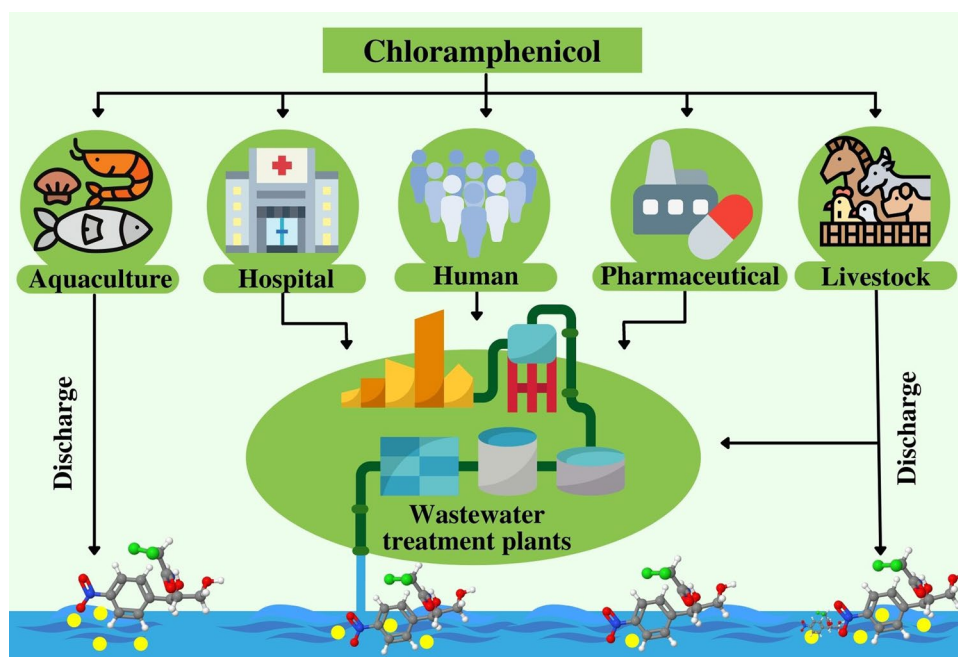 Chloramphenicol
Aquaculture
Hospital
Human
Pharmaceutical
Livestock
Discharge
Discharge
Wastewater
treatment plants